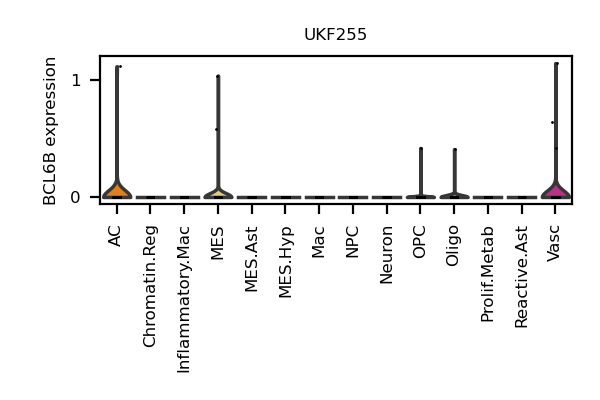 UKF255
BCL6B expression
1
0
AC
Chromatin.Reg
Inflammatory.Mac
MES
MES.Ast
MES.Hyp
Mac
NPC
Neuron
OPC
Oligo
Prolif.Metab
Reactive.Ast
Vasc